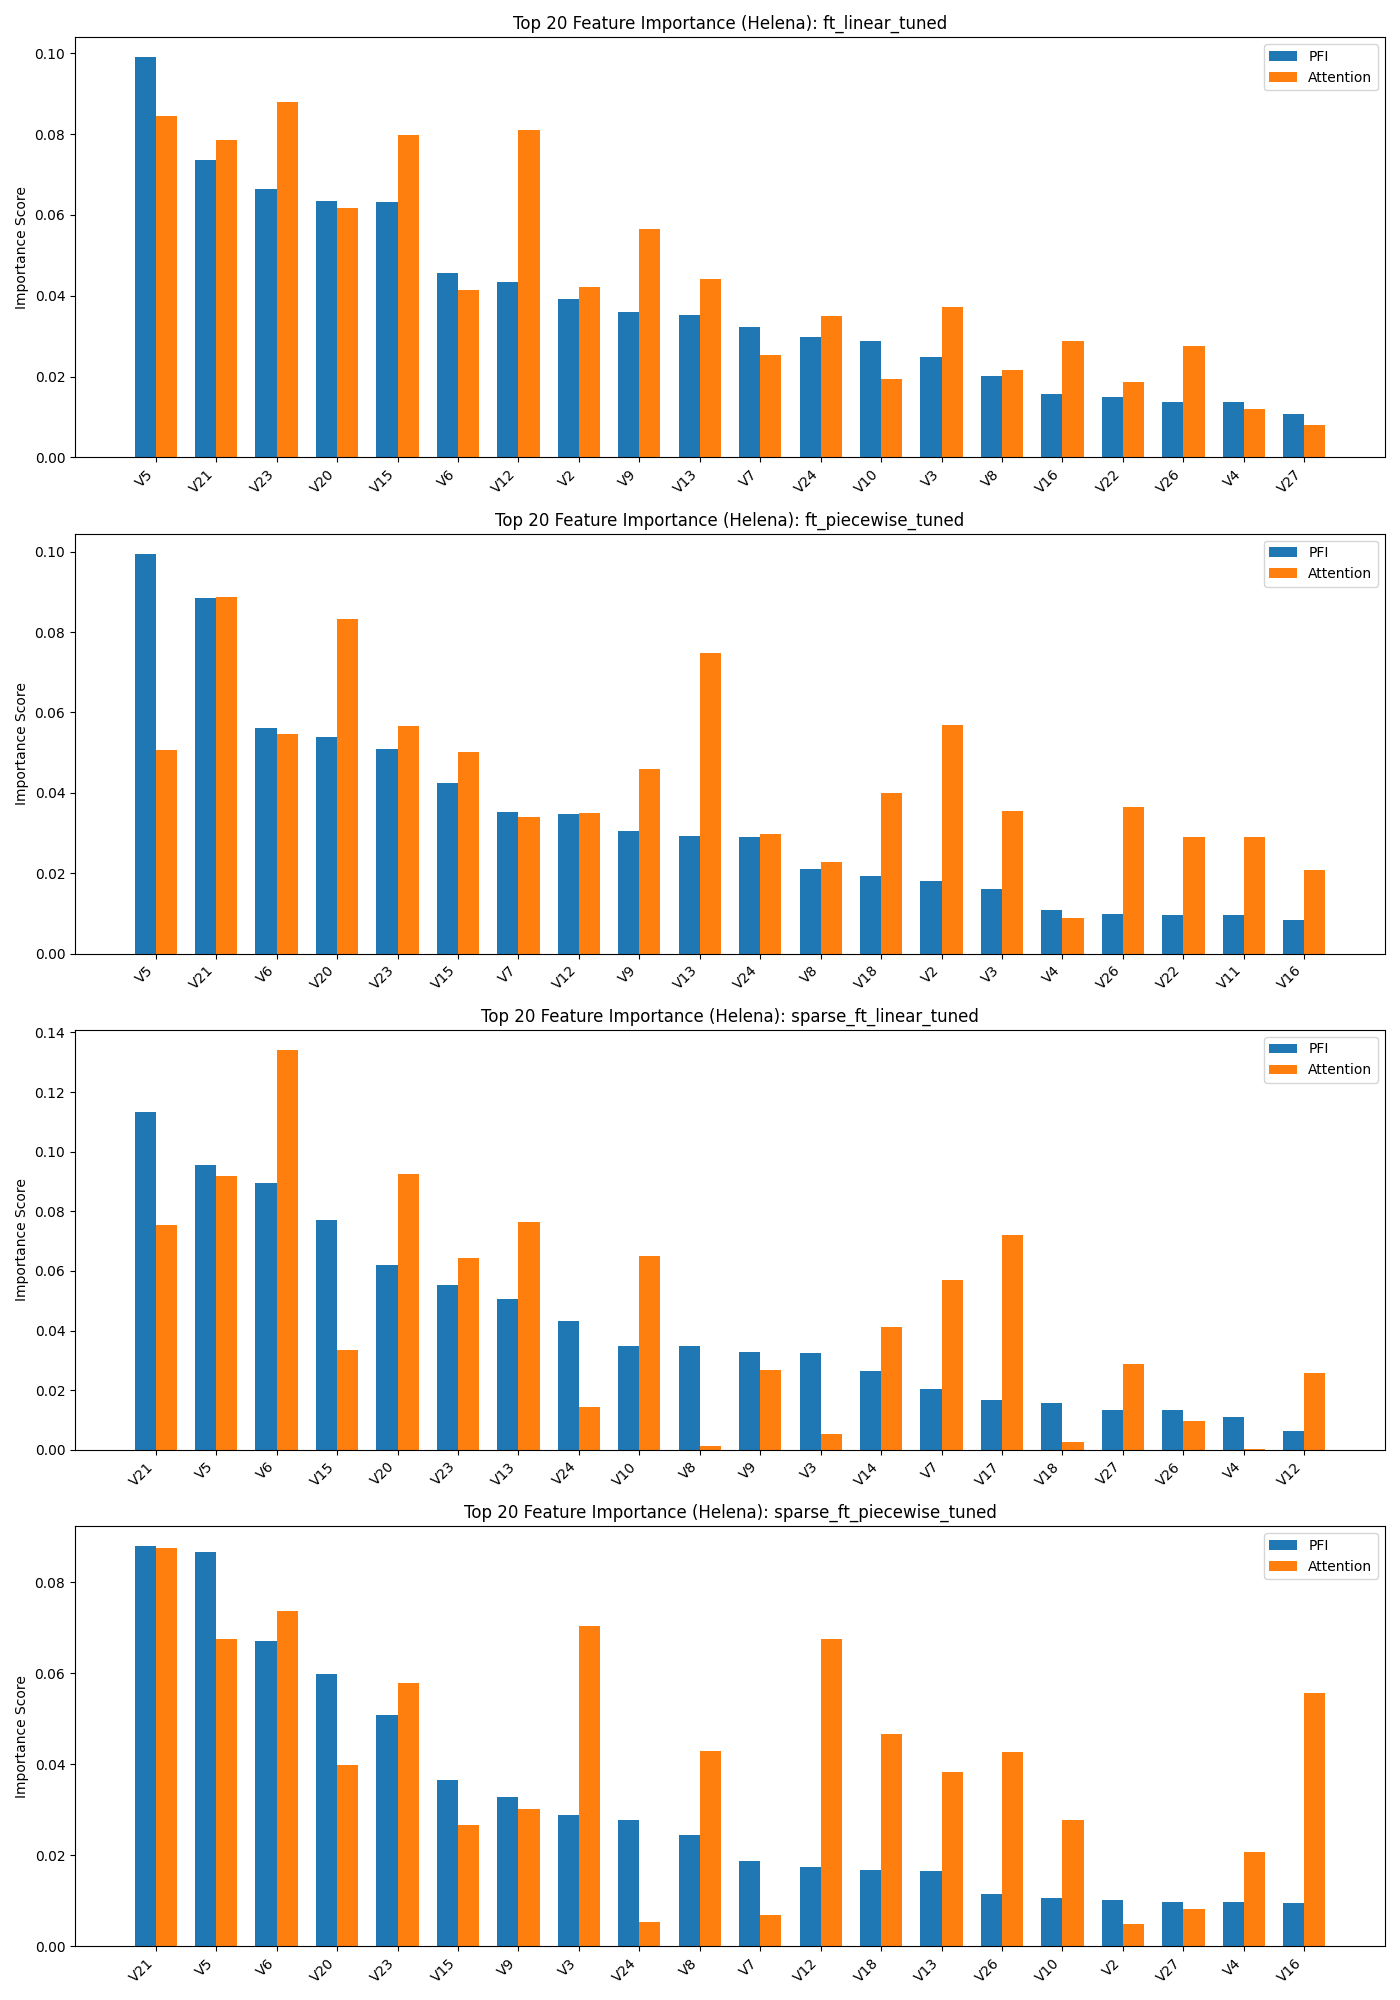 Top 20 Feature Importance (Helena): ft_linear_tuned
PFI
Attention
Importance Score
0.10
0.08
0.06
0.04
0.02
0.00
V5 V21 V23 V20 V15 V6 V12 V2 V9 V13 V7 V24 V10 V3 V8 V16 V22 V26 V4 V27
Top 20 Feature Importance (Helena): ft_piecewise_tuned
PFI
Attention
Importance Score
0.10
0.08
0.06
0.04
0.02
0.00
V5 V21 V6 V20 V23 V15 V7 V12 V9 V13 V24 V8 V18 V2 V3 V4 V26 V22 V11 V16
Top 20 Feature Importance (Helena): sparse_ft_linear_tuned
PFI
Attention
Importance Score
0.14
0.12
0.10
0.08
0.06
0.04
0.02
0.00
V21 V5 V6 V15 V20 V23 V13 V24 V10 V8 V9 V3 V14 V7 V17 V18 V27 V26 V4 V12
Top 20 Feature Importance (Helena): sparse_ft_piecewise_tuned
PFI
Attention
Importance Score
0.08
0.06
0.04
0.02
0.00
V21 V5 V6 V20 V23 V15 V9 V3 V24 V8 V7 V12 V18 V13 V26 V10 V2 V27 V4 V16